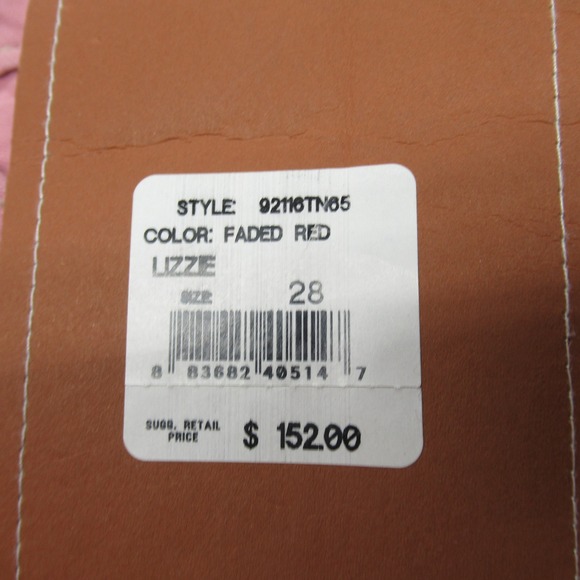 STYLE: 92116TN65
COLOR: FADED RED
LIZZIE
SIZE: 28
8 83682 40514 7
SUGG. RETAIL PRICE $ 152.00